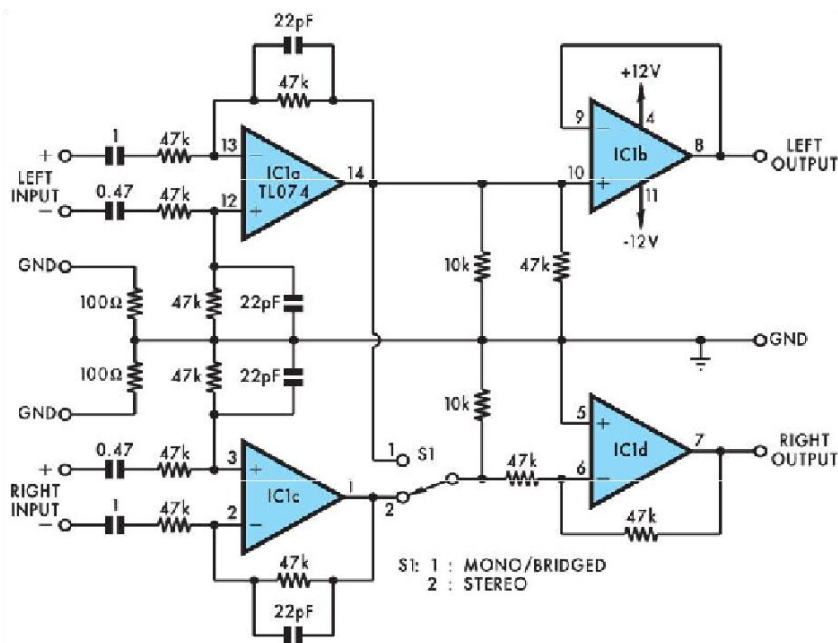 22pF
47k
+12V
1
47k
13
−
IC1a
TL074
14
9
−
4
IC1b
8
LEFT
OUTPUT
+
LEFT
INPUT
−
0.47
47k
12
+
10
+
11
-12V
GND
100Ω
47k
22pF
10k
47k
GND
100Ω
47k
22pF
10k
GND
5
+
IC1d
7
RIGHT
OUTPUT
0.47
47k
1
S1
+
RIGHT
INPUT
−
3
+
IC1c
1
2
47k
6
−
1
47k
2
−
47k
47k
22pF
S1: 1 : MONO/BRIDGED
2 : STEREO